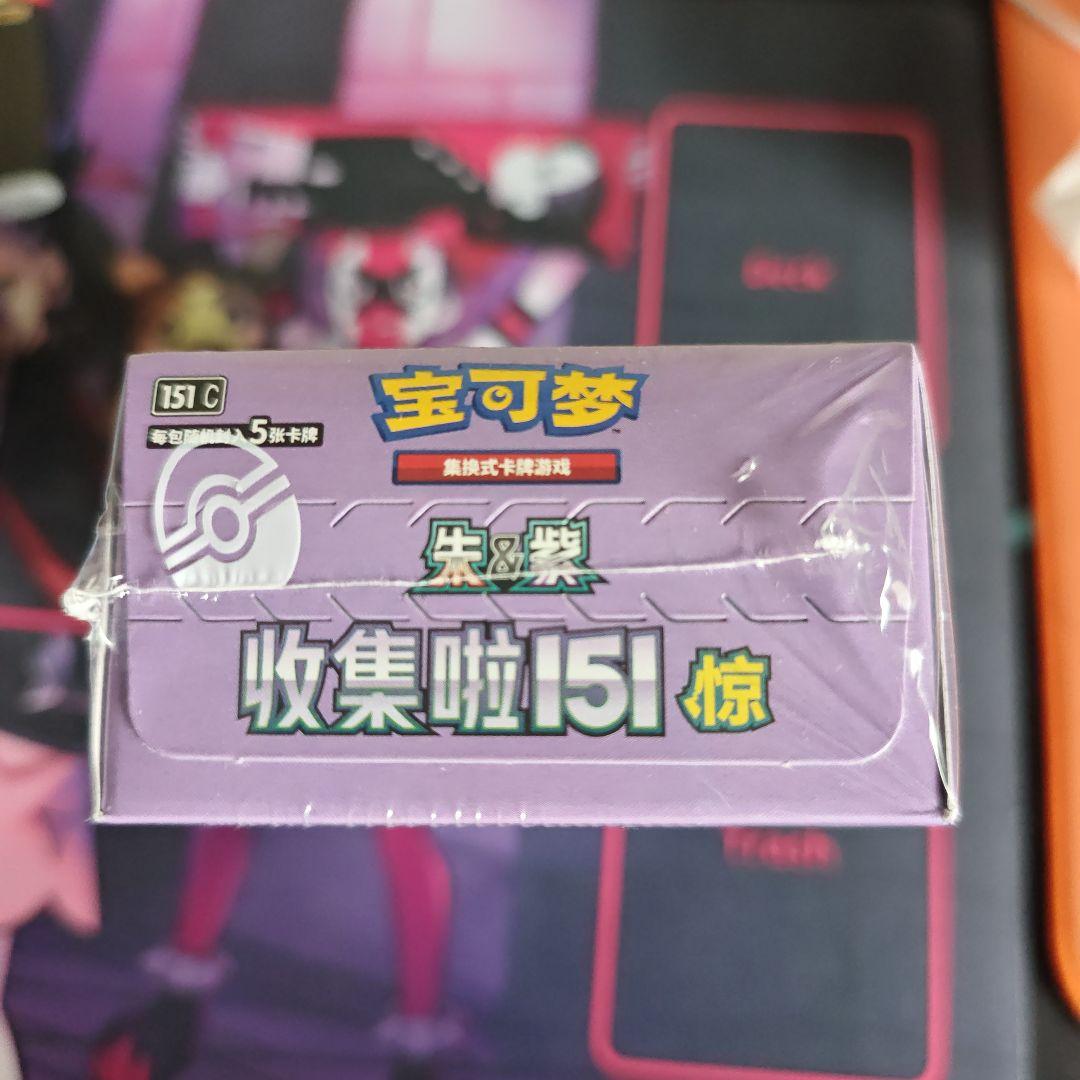 151 C
宝可梦
每包随机封入5张卡牌
集换式卡牌游戏
朱&紫
收集啦151 惊
trash